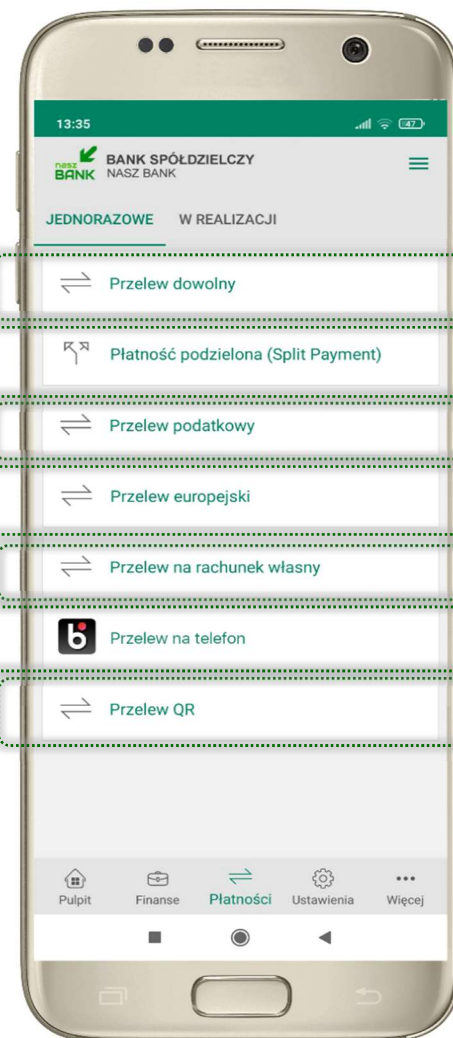 13:35
47
nasz
BANK
BANK SPÓŁDZIELCZY
NASZ BANK
JEDNORAZOWE W REALIZACJI
Przelew dowolny
Płatność podzielona (Split Payment)
Przelew podatkowy
Przelew europejski
Przelew na rachunek własny
b Przelew na telefon
Przelew QR
Pulpit Finanse Płatności Ustawienia Więcej